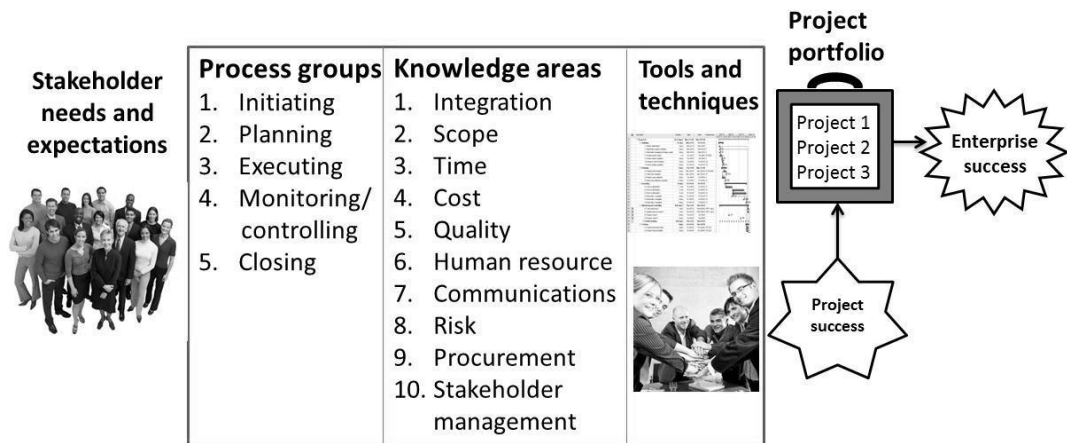 Stakeholder
needs and
expectations
Process groups
1. Initiating
2. Planning
3. Executing
4. Monitoring/
controlling
5. Closing
Knowledge areas
1. Integration
2. Scope
3. Time
4. Cost
5. Quality
6. Human resource
7. Communications
8. Risk
9. Procurement
10. Stakeholder
management
Tools and
techniques
Project
portfolio
Project 1
Project 2
Project 3
Enterprise
success
Project
success